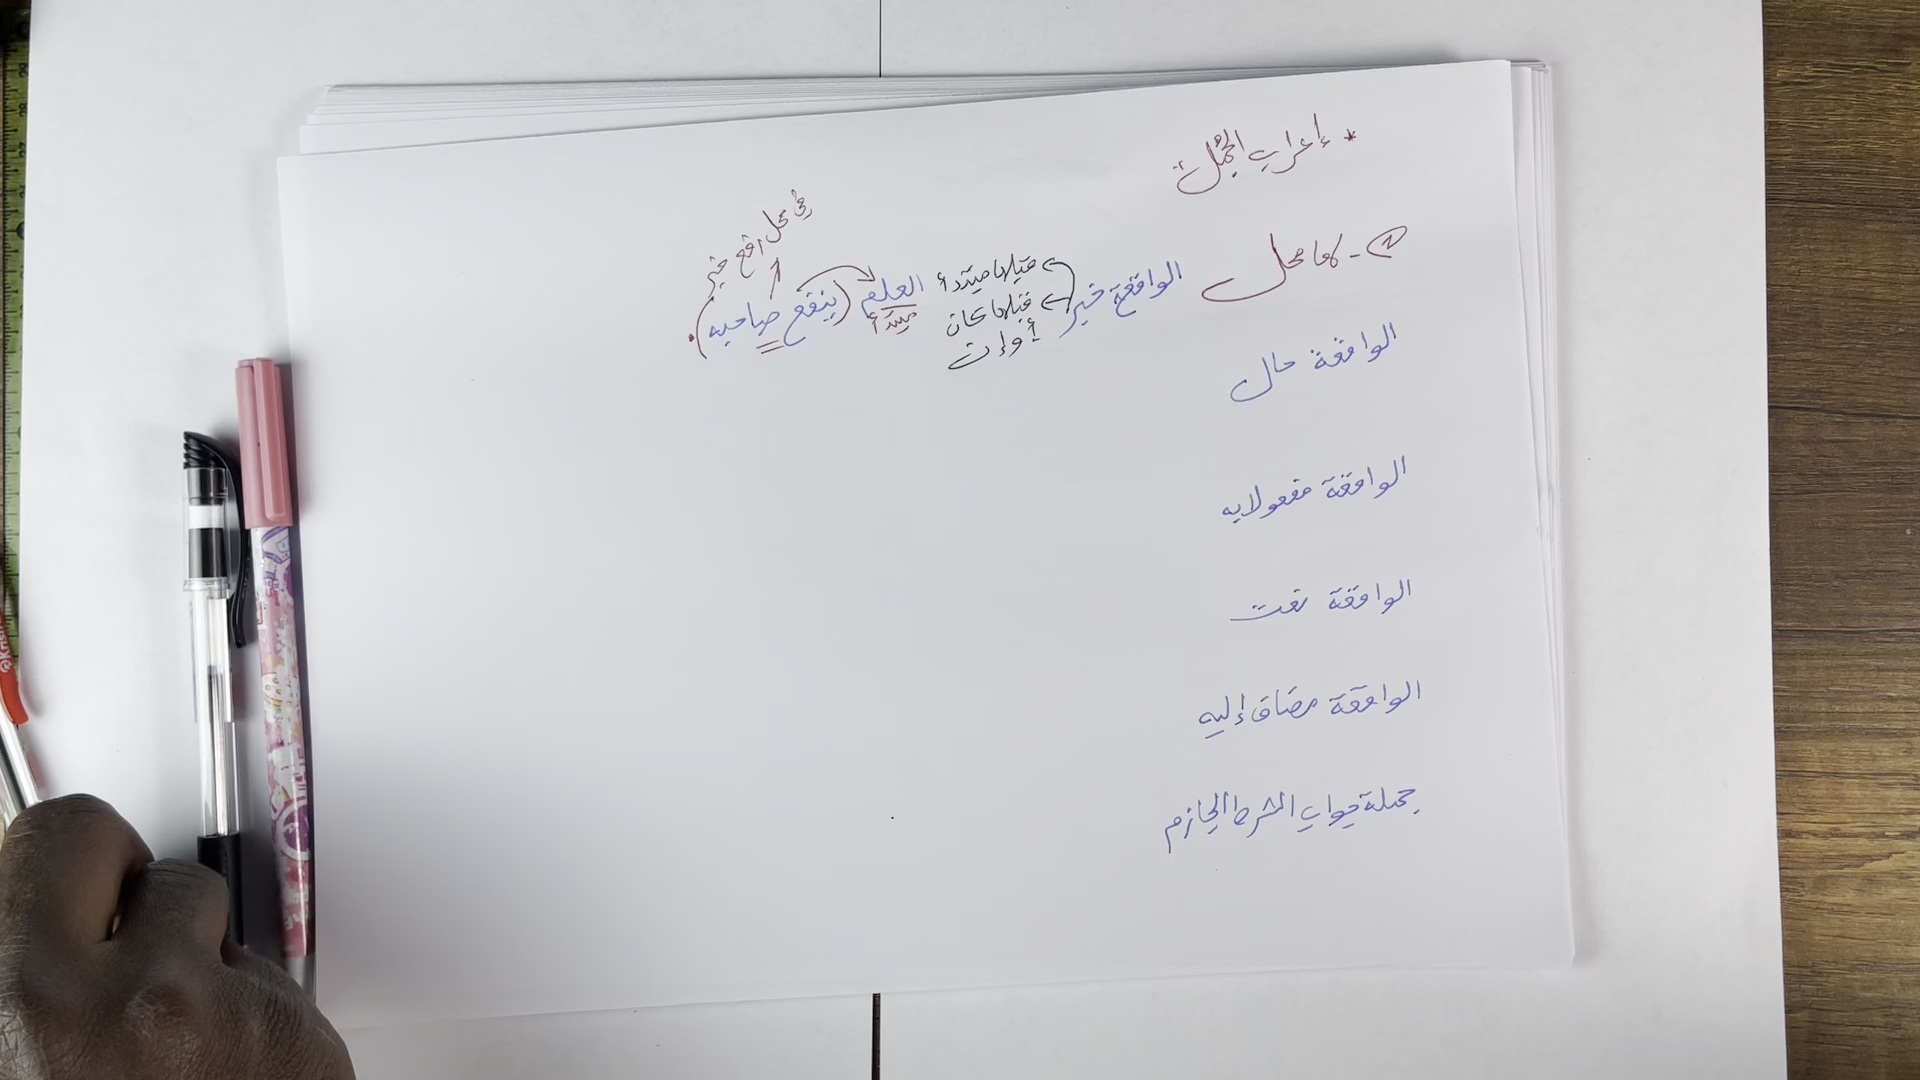 * إعراب الجمل
① - لها محل
الواقعة خبر
قبلها مبتدأ
قبلها كان
أو إن
العلم (ينفع صاحبه).
مبتدأ
في محل رفع خبر
الواقعة حال
الواقعة مفعولا به
الواقعة نعت
الواقعة مضاف إليه
جملة جواب الشرط الجازم